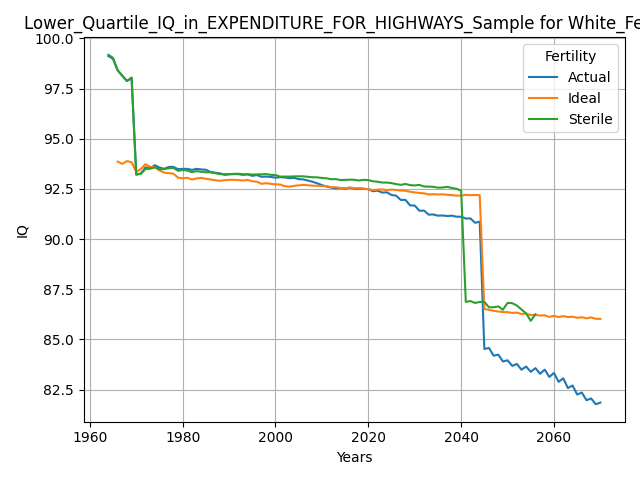 Lower_Quartile_IQ_in_EXPENDITURE_FOR_HIGHWAYS_Sample for White_Fe
100.0
97.5
95.0
92.5
90.0
87.5
85.0
82.5
IQ
Fertility
Actual
Ideal
Sterile
1960
1980
2000
2020
2040
2060
Years